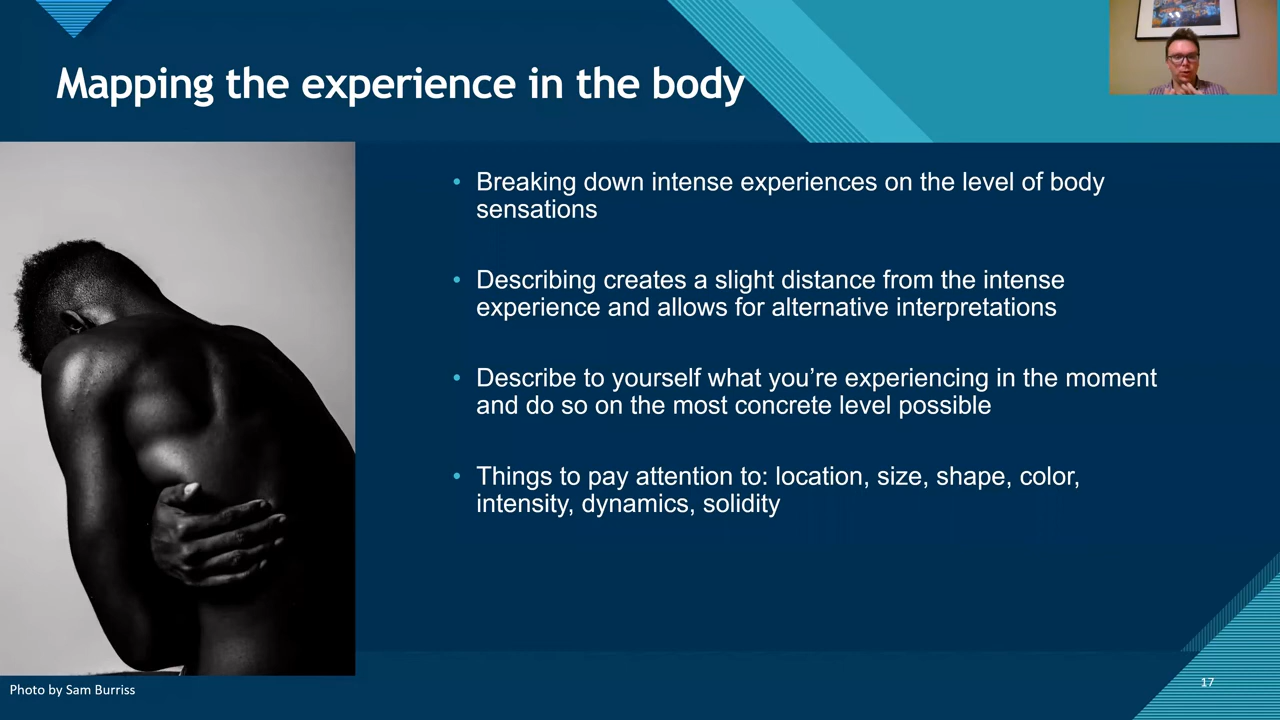 Mapping the experience in the body
• Breaking down intense experiences on the level of body
sensations
• Describing creates a slight distance from the intense
experience and allows for alternative interpretations
• Describe to yourself what you’re experiencing in the moment
and do so on the most concrete level possible
• Things to pay attention to: location, size, shape, color,
intensity, dynamics, solidity
Photo by Sam Burriss
17